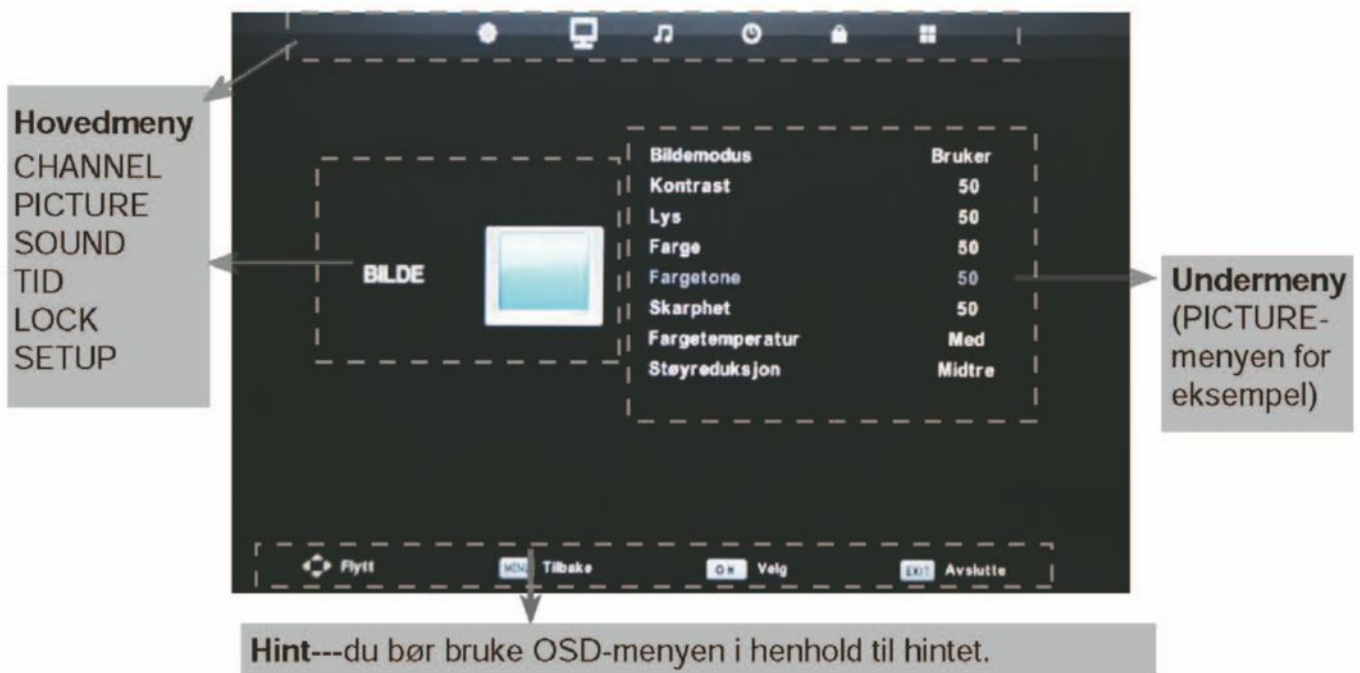 Hovedmeny
CHANNEL
PICTURE
SOUND
TID
LOCK
SETUP
BILDE
Bildemodus Bruker
Kontrast 50
Lys 50
Farge 50
Fargetone 50
Skarphet 50
Fargetemperatur Med
Støyreduksjon Midtre
Undermeny
(PICTURE-
menyen for
eksempel)
Flytt MENU Tilbake OK Velg EXIT Avslutte
Hint---du bør bruke OSD-menyen i henhold til hintet.